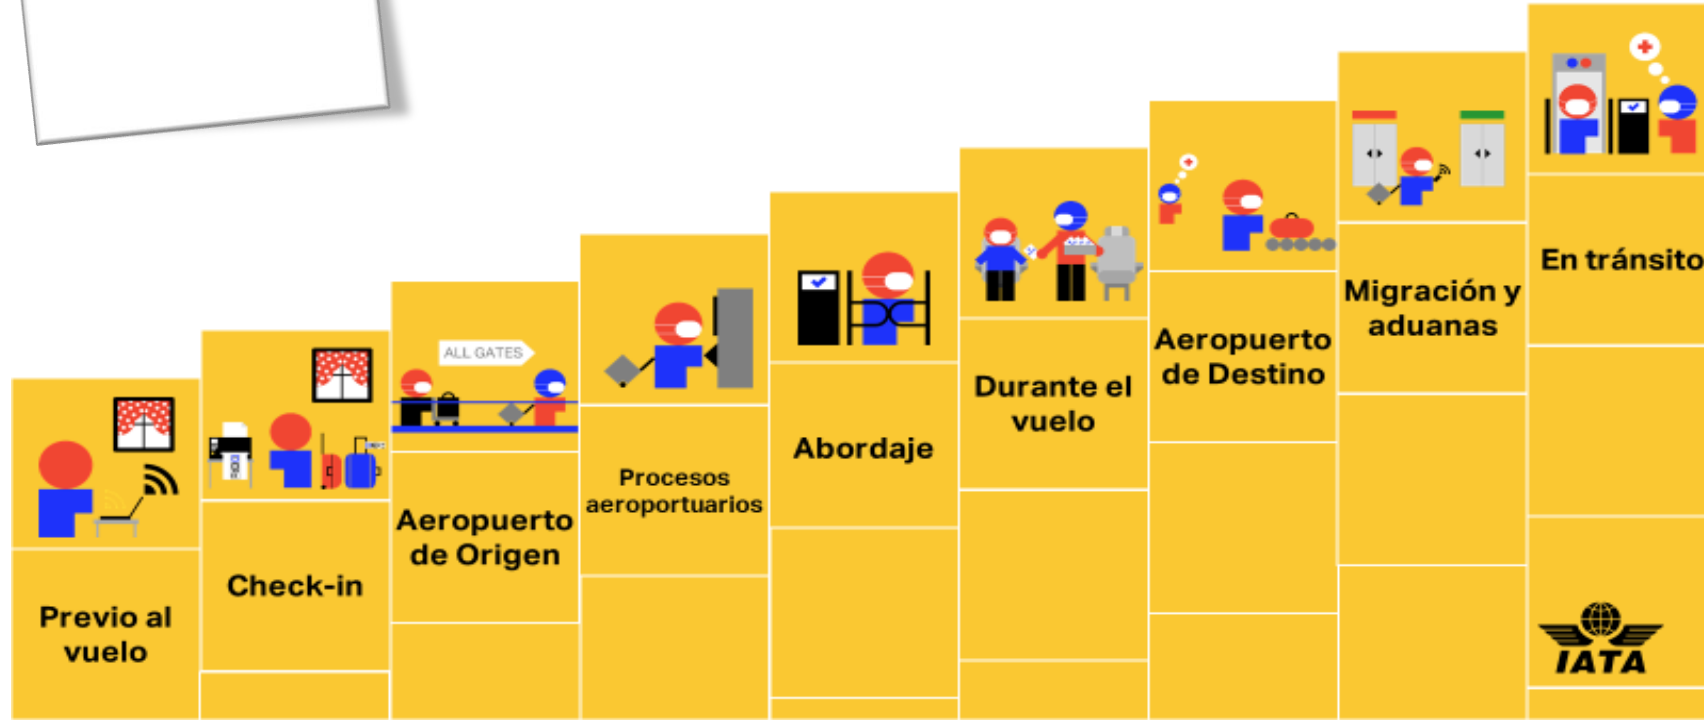 Previo al
vuelo
Check-in
ALL GATES
Aeropuerto
de Origen
Procesos
aeroportuarios
Abordaje
Durante el
vuelo
Aeropuerto
de Destino
Migración y
aduanas
En tránsito
IATA